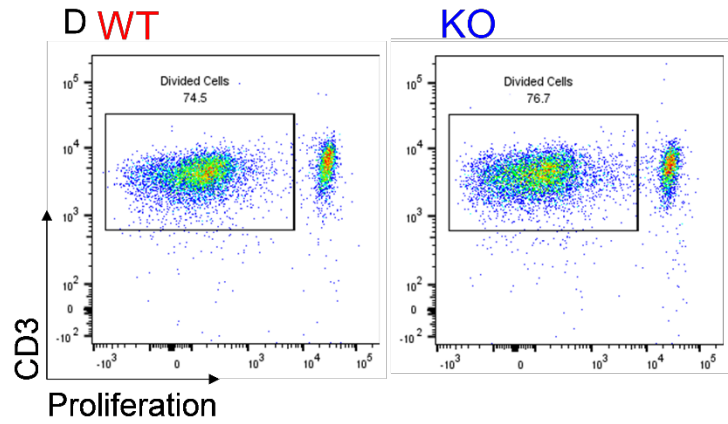 D WT
KO
Divided Cells
74.5
Divided Cells
76.7
10^5
10^4
10^3
10^2
0
-10^2
10^5
10^4
10^3
10^2
0
-10^2
-10^3 0 10^3 10^4 10^5
-10^3 0 10^3 10^4 10^5
CD3
Proliferation